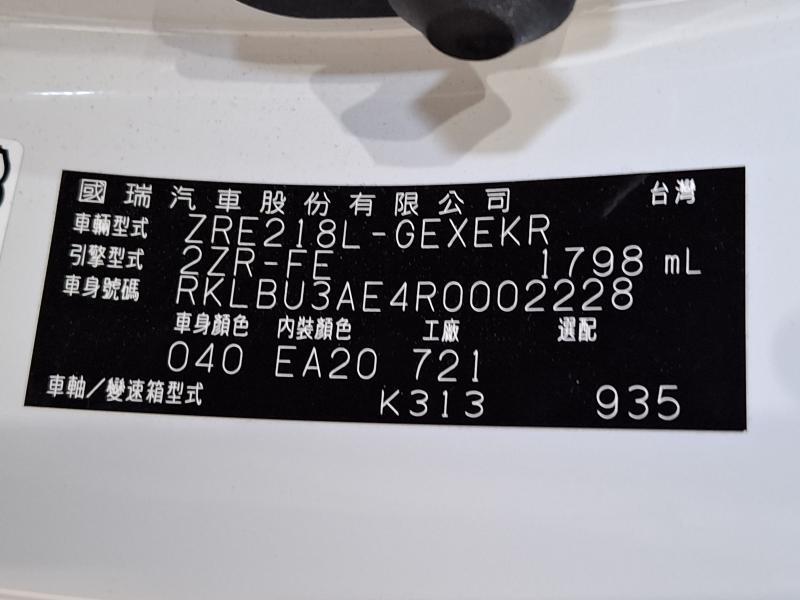 國瑞汽車股份有限公司 台灣
車輛型式 ZRE218L-GEXEKR
引擎型式 2ZR-FE 1798 mL
車身號碼 RKLBU3AE4R0002228
車身顏色 內裝顏色 工廠 選配
040 EA20 721
車軸／變速箱型式 K313 935